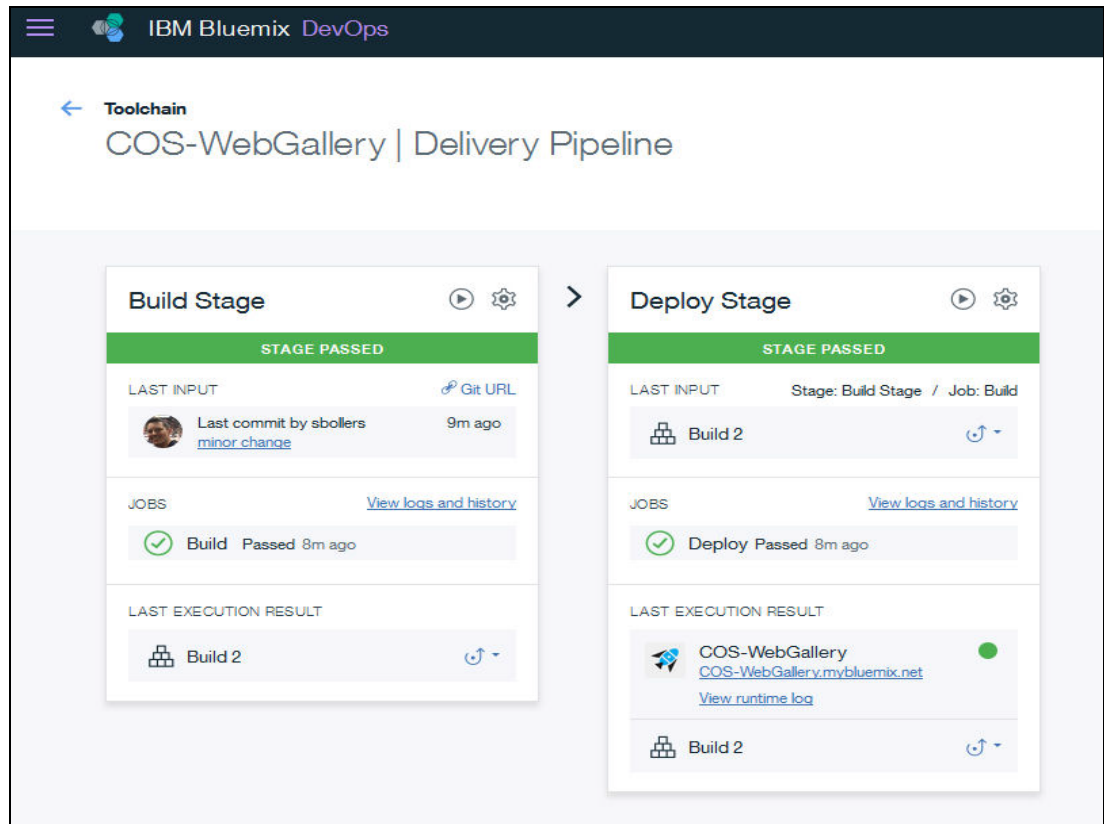 IBM Bluemix DevOps
Toolchain
COS-WebGallery | Delivery Pipeline
Build Stage
STAGE PASSED
LAST INPUT Git URL
Last commit by sbollers 9m ago
minor change
JOBS View logs and history
Build Passed 8m ago
LAST EXECUTION RESULT
Build 2
Deploy Stage
STAGE PASSED
LAST INPUT Stage: Build Stage / Job: Build
Build 2
JOBS View logs and history
Deploy Passed 8m ago
LAST EXECUTION RESULT
COS-WebGallery
COS-WebGallery.mybluemix.net
View runtime log
Build 2